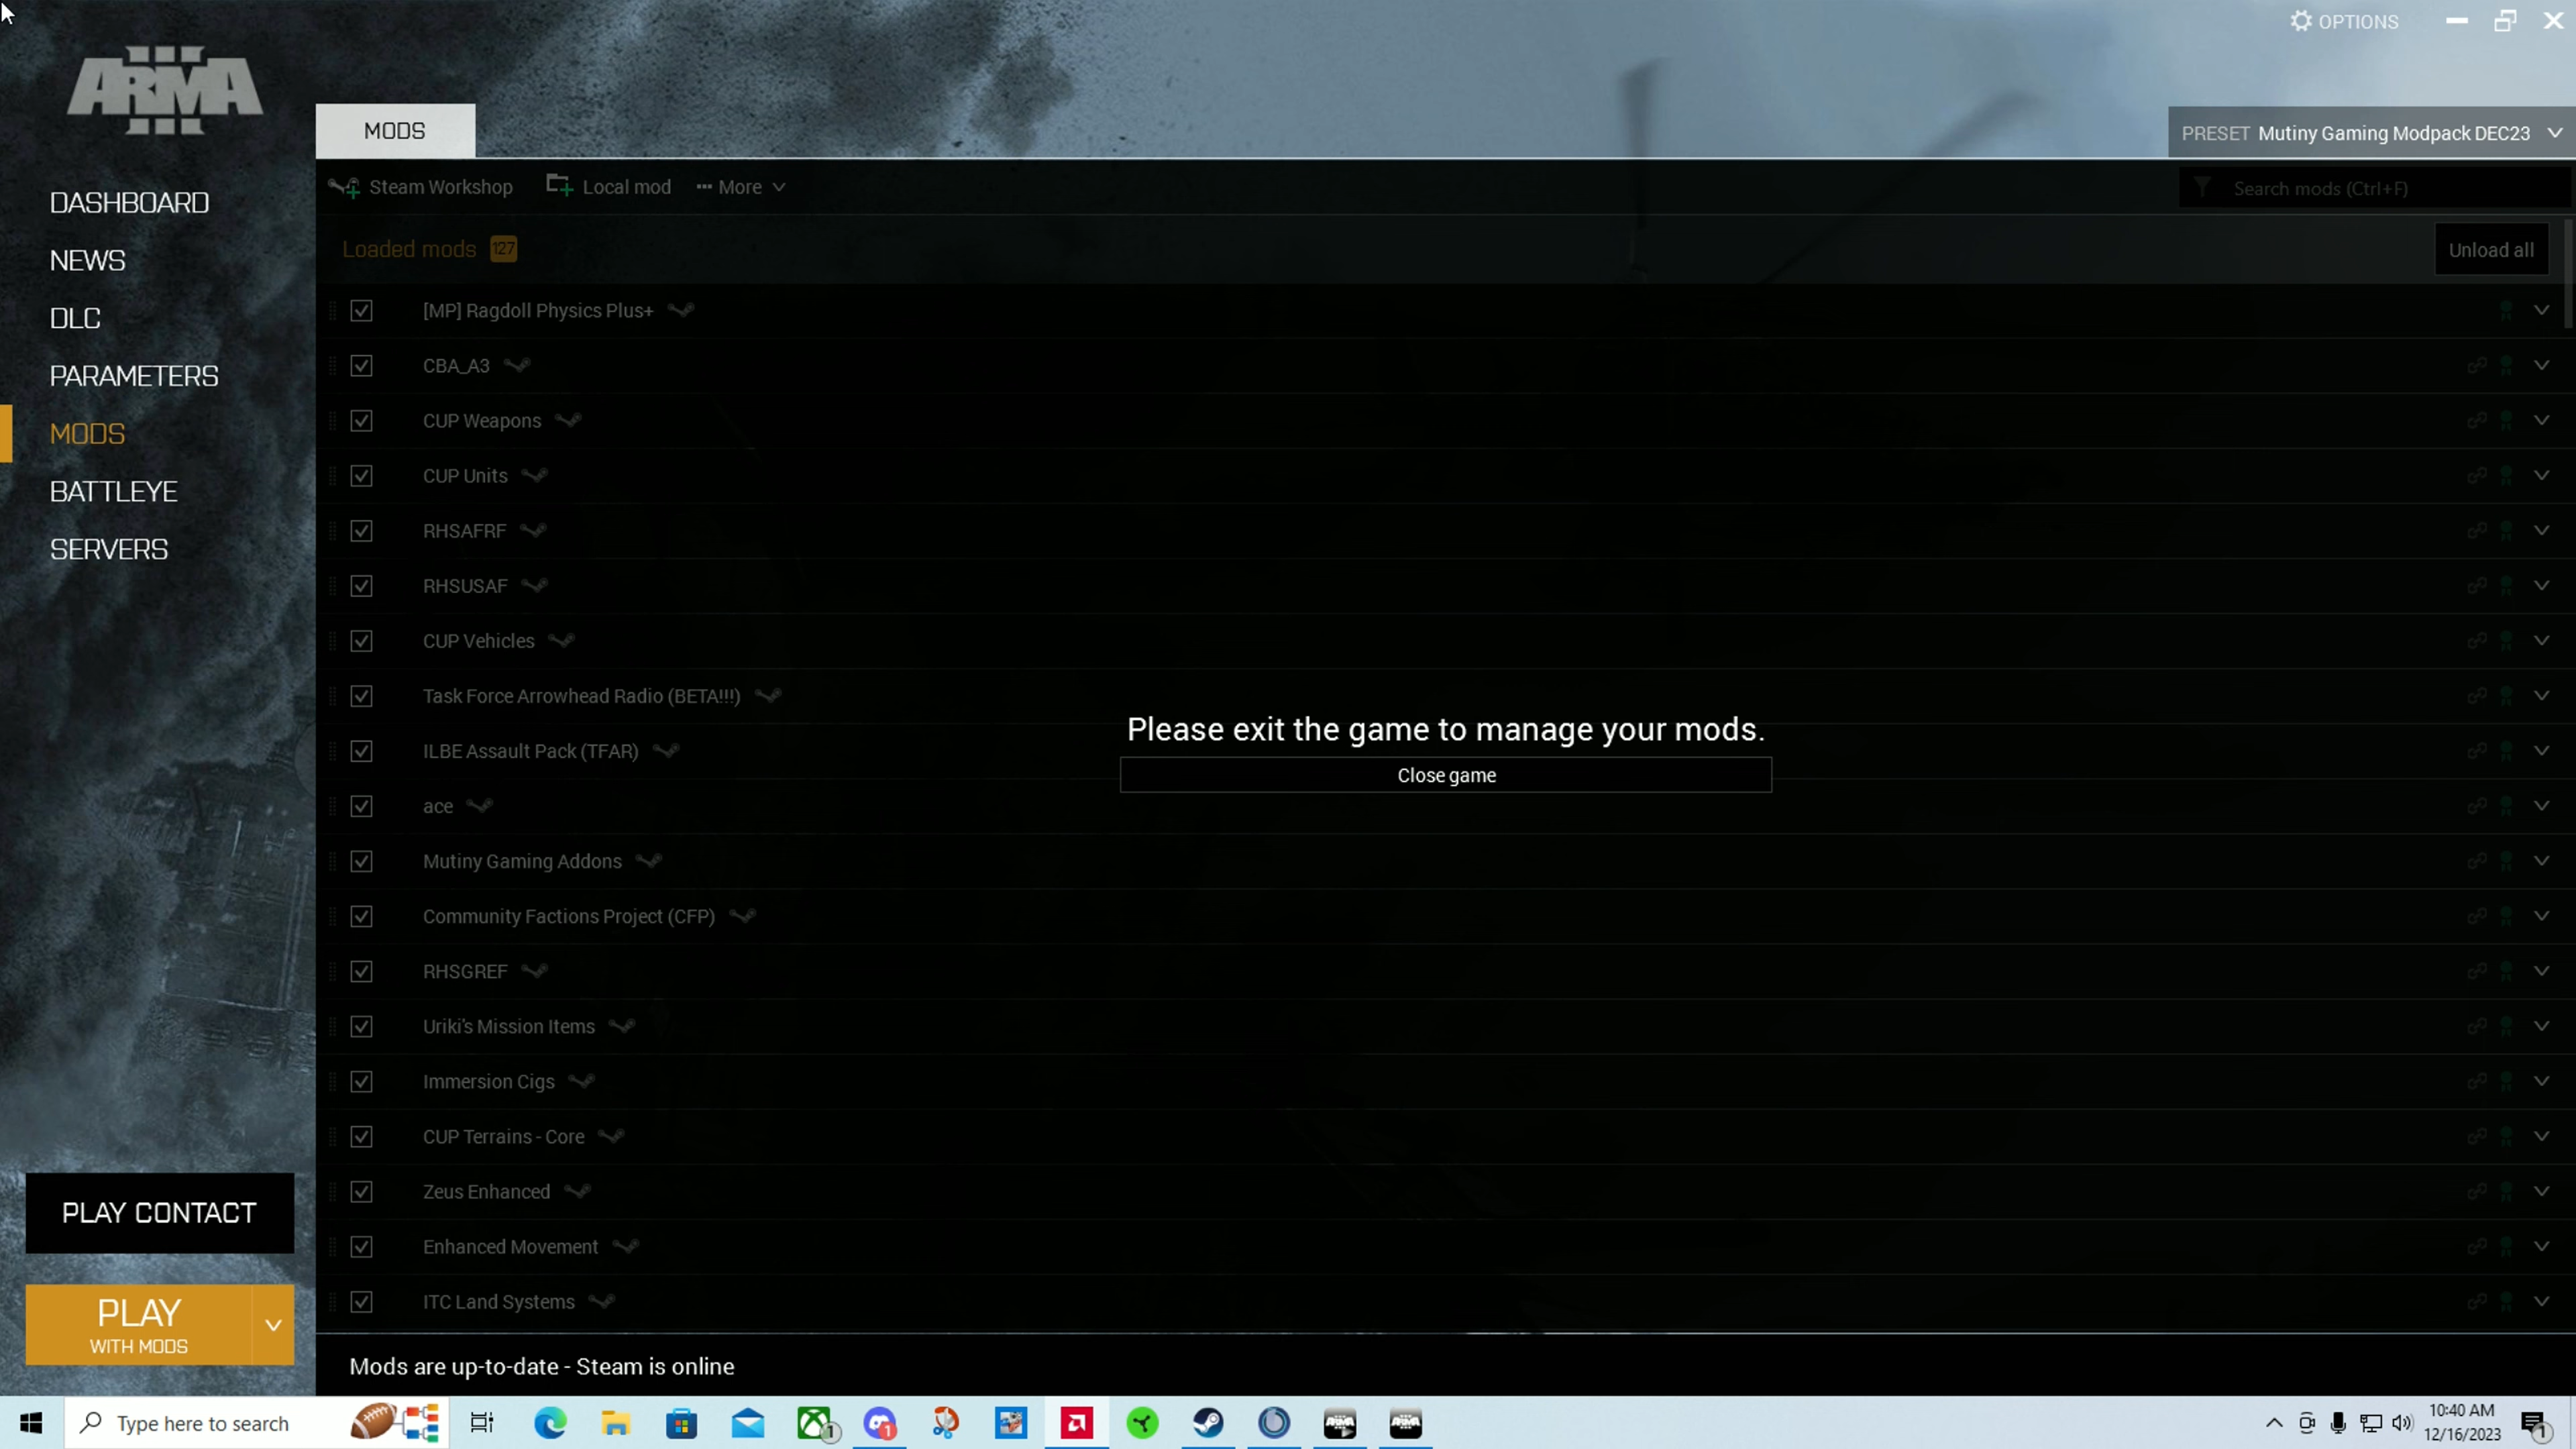 OPTIONS
ARMA III
MODS
PRESET Mutiny Gaming Modpack DEC23
Steam Workshop
Local mod
More
Search mods (Ctrl+F)
DASHBOARD
NEWS
DLC
PARAMETERS
MODS
BATTLEYE
SERVERS
Loaded mods 127
Unload all
[MP] Ragdoll Physics Plus+
CBA_A3
CUP Weapons
CUP Units
RHSAFRF
RHSUSAF
CUP Vehicles
Task Force Arrowhead Radio (BETA!!!)
ILBE Assault Pack (TFAR)
ace
Mutiny Gaming Addons
Community Factions Project (CFP)
RHSGREF
Uriki's Mission Items
Immersion Cigs
CUP Terrains - Core
Zeus Enhanced
Enhanced Movement
ITC Land Systems
Please exit the game to manage your mods.
Close game
PLAY CONTACT
PLAY
WITH MODS
Mods are up-to-date - Steam is online
Type here to search
1
1
10:40 AM
12/16/2023
1